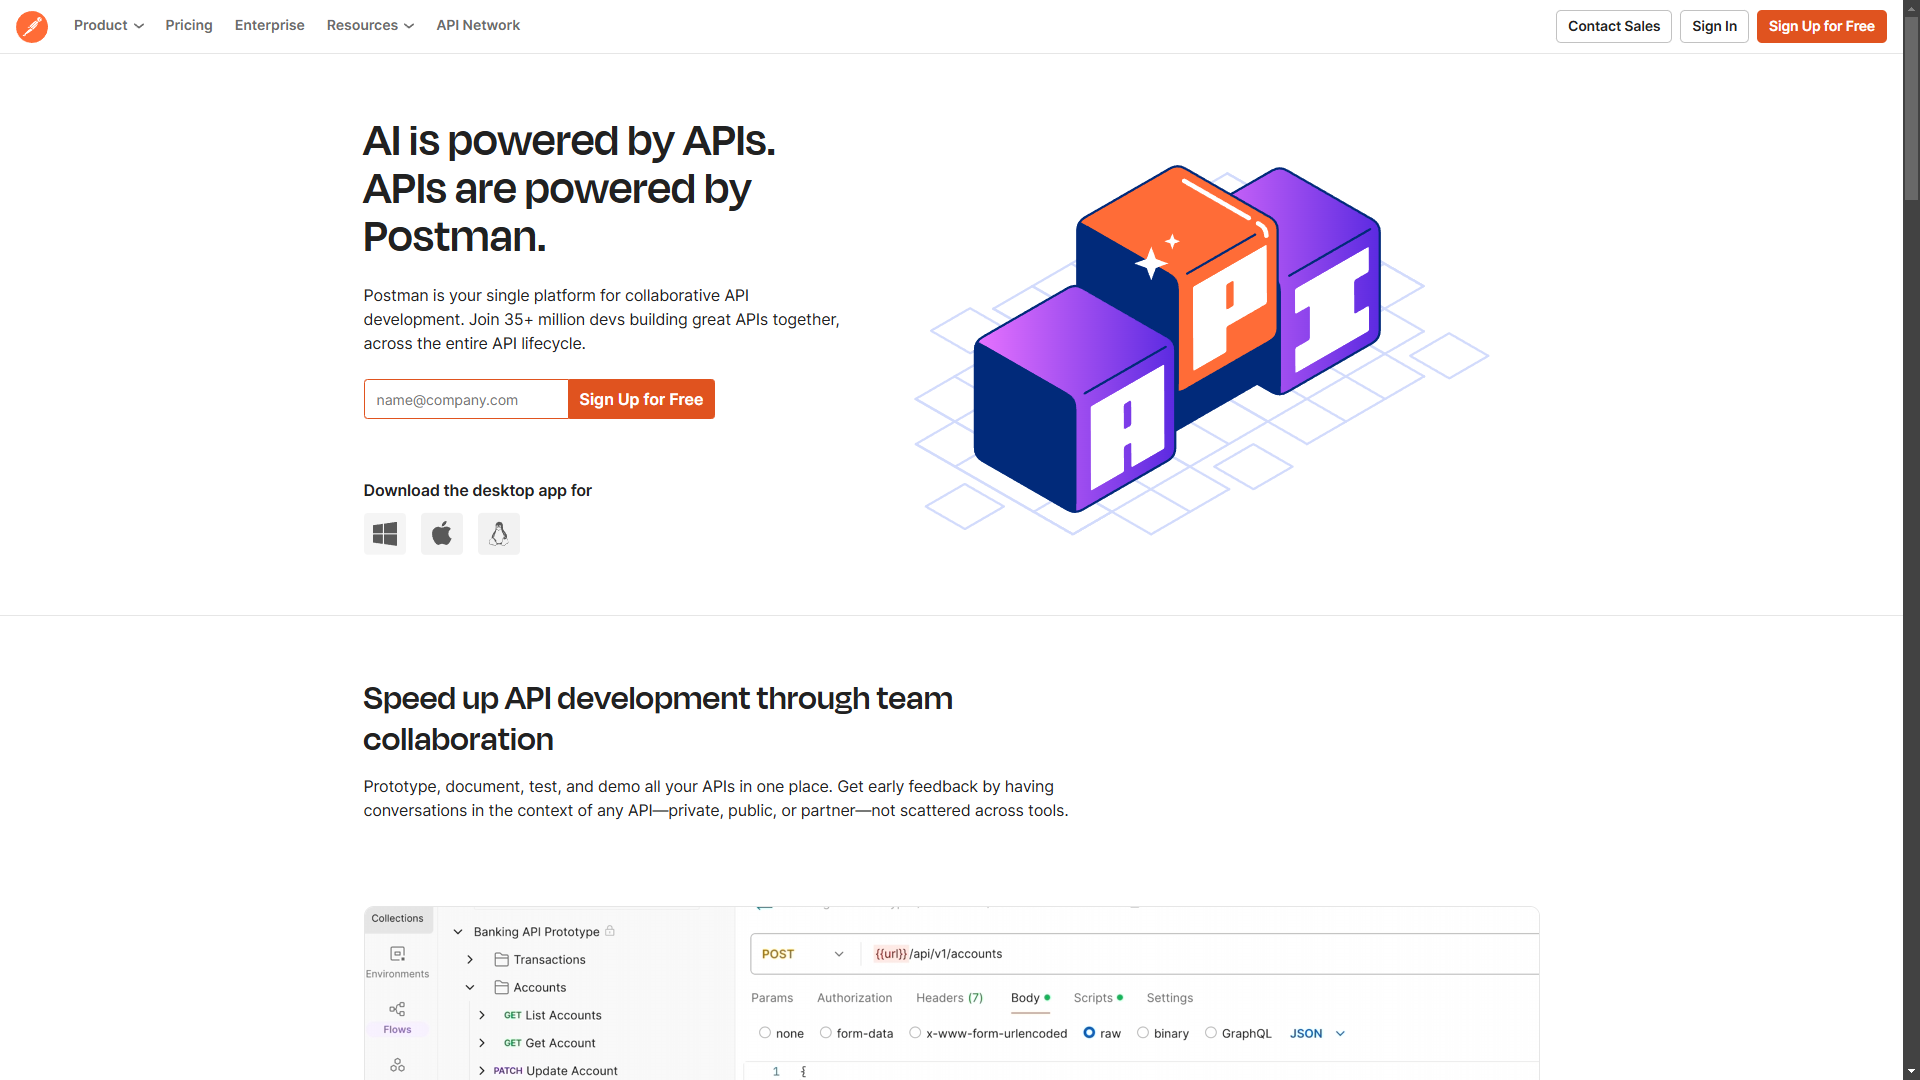 Product
Pricing
Enterprise
Resources
API Network
Contact Sales
Sign In
Sign Up for Free
AI is powered by APIs.
APIs are powered by
Postman.
Postman is your single platform for collaborative API
development. Join 35+ million devs building great APIs together,
across the entire API lifecycle.
name@company.com
Sign Up for Free
Download the desktop app for
A
P
I
Speed up API development through team
collaboration
Prototype, document, test, and demo all your APIs in one place. Get early feedback by having
conversations in the context of any API—private, public, or partner—not scattered across tools.
Collections
Environments
Flows
Banking API Prototype
Transactions
Accounts
GET List Accounts
GET Get Account
PATCH Update Account
POST
{{url}}/api/v1/accounts
Params
Authorization
Headers (7)
Body
Scripts
Settings
none
form-data
x-www-form-urlencoded
raw
binary
GraphQL
JSON
1 {